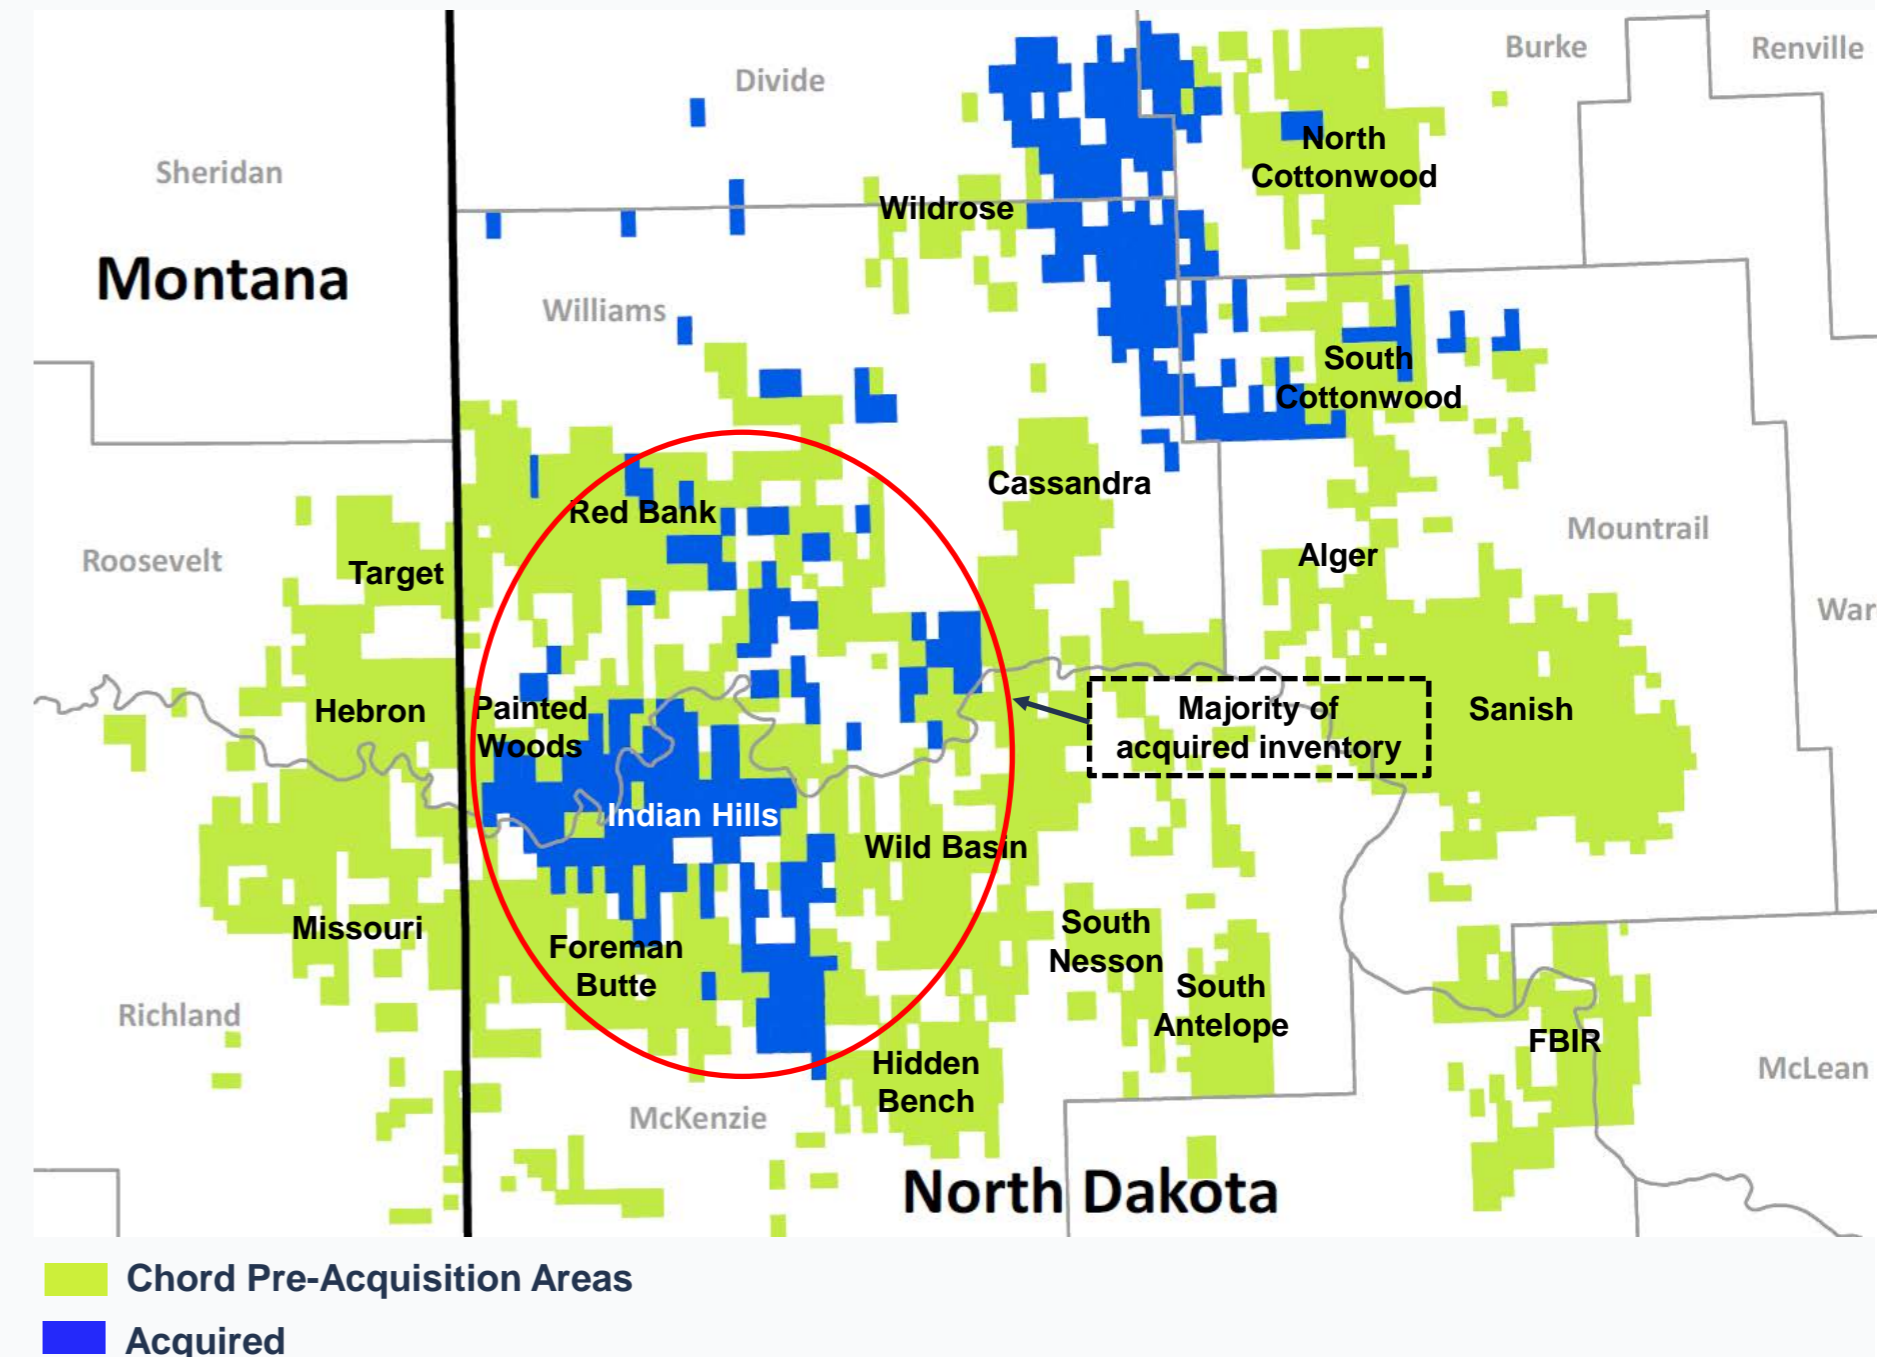 Burke
Renville
Divide
North
Cottonwood
Sheridan
Wildrose
Montana
Williams
South
Cottonwood
Cassandra
Red Bank
Mountrail
Roosevelt
Target
Alger
War
Hebron
Painted
Woods
Majority of
acquired inventory
Sanish
Indian Hills
Wild Basin
Missouri
Foreman
Butte
South
Nesson
South
Antelope
Richland
FBIR
Hidden
Bench
McLean
McKenzie
North Dakota
Chord Pre-Acquisition Areas
Acquired